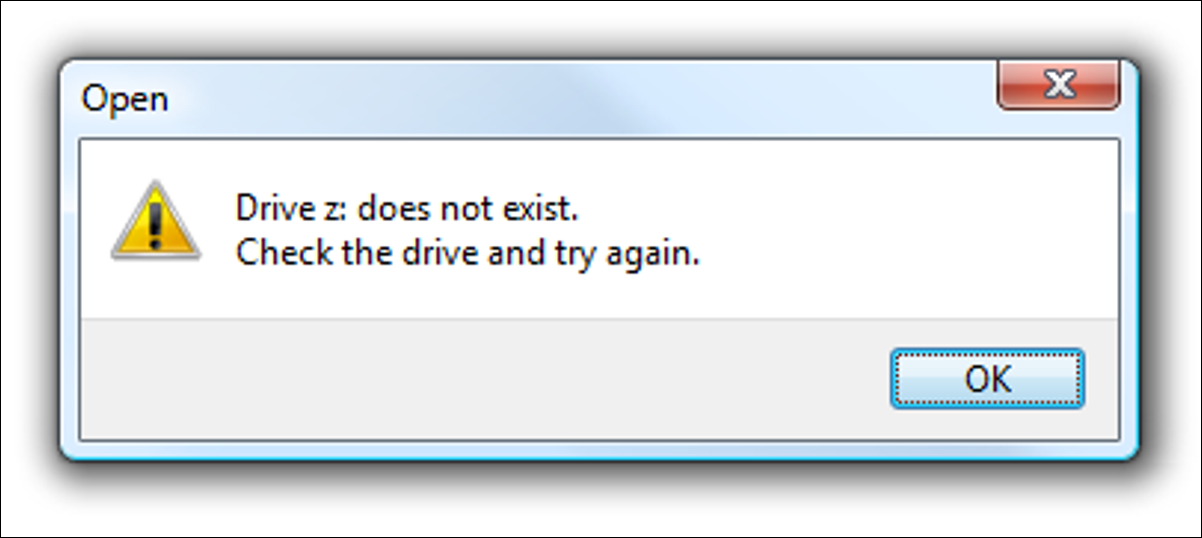 Open
Drive z: does not exist.
Check the drive and try again.
OK